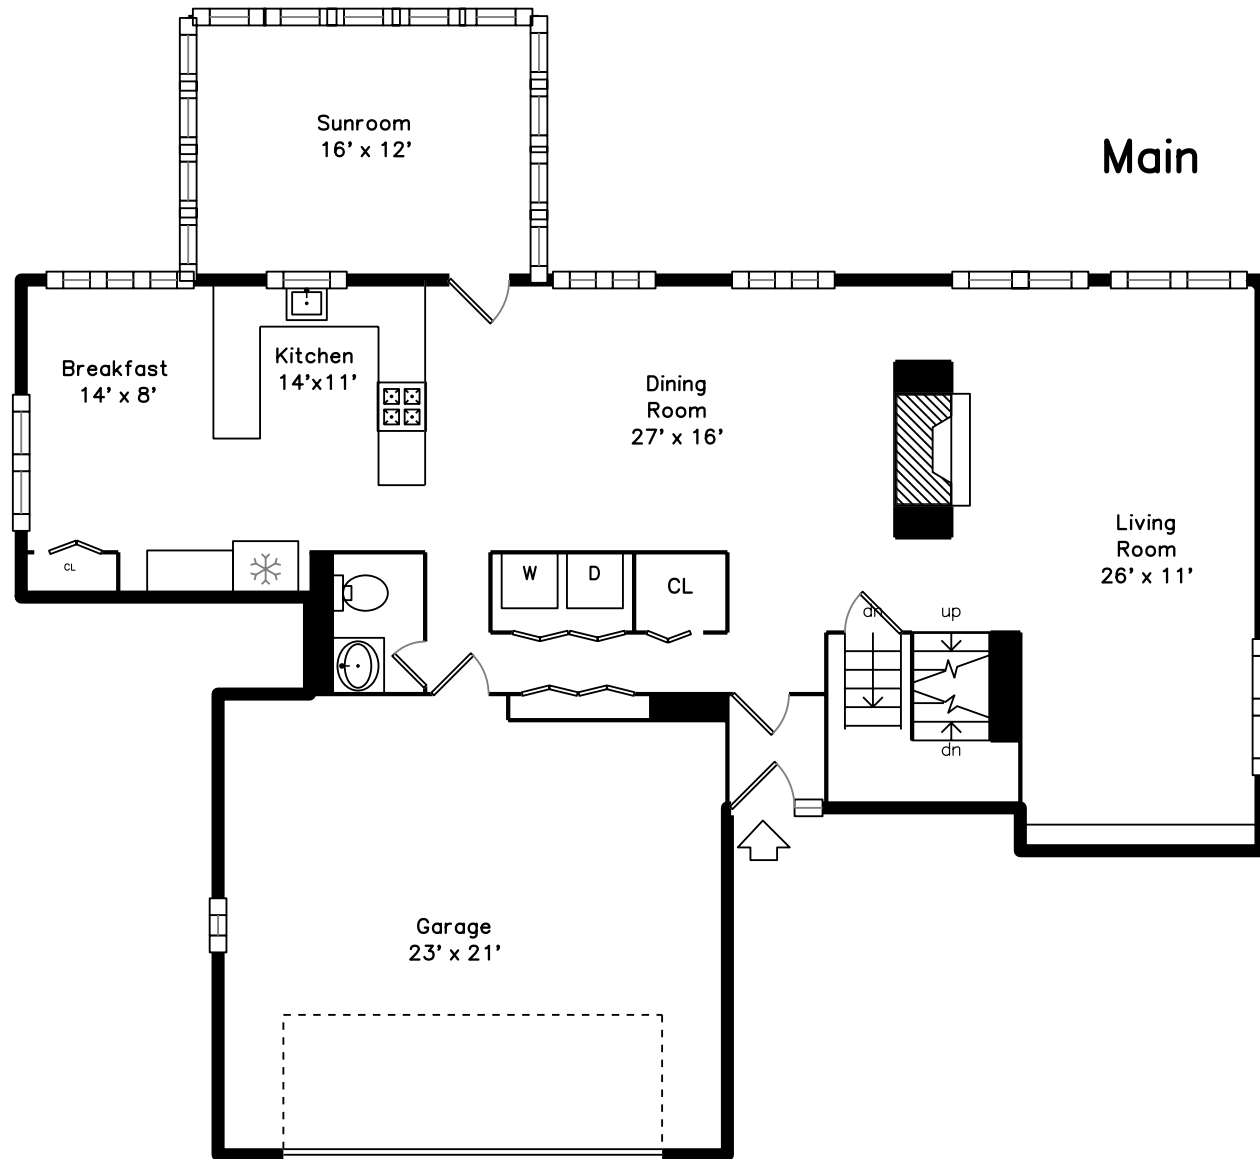 Sunroom
16' x 12'
Main
Breakfast
14' x 8'
Kitchen
14'x11'
Dining
Room
27' x 16'
Living
Room
26' x 11'
CL
W
D
CL
dn
up
dn
Garage
23' x 21'